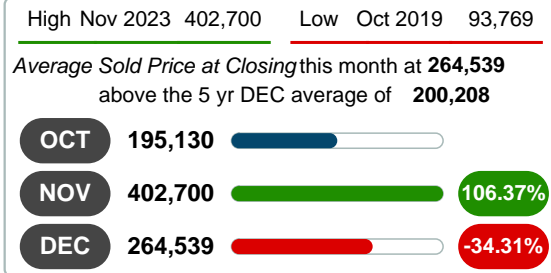 High Nov 2023 402,700 Low Oct 2019 93,769
Average Sold Price at Closing this month at 264,539
above the 5 yr DEC average of 200,208
OCT 195,130
NOV 402,700 106.37%
DEC 264,539 -34.31%